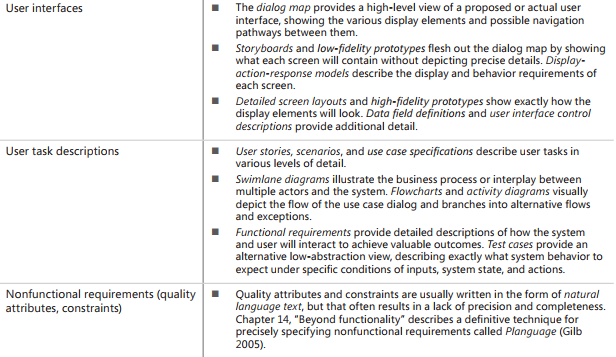 User interfaces
■ The dialog map provides a high-level view of a proposed or actual user
interface, showing the various display elements and possible navigation
pathways between them.
■ Storyboards and low-fidelity prototypes flesh out the dialog map by showing
what each screen will contain without depicting precise details. Display-
action-response models describe the display and behavior requirements of
each screen.
■ Detailed screen layouts and high-fidelity prototypes show exactly how the
display elements will look. Data field definitions and user interface control
descriptions provide additional detail.
User task descriptions
■ User stories, scenarios, and use case specifications describe user tasks in
various levels of detail.
■ Swimlane diagrams illustrate the business process or interplay between
multiple actors and the system. Flowcharts and activity diagrams visually
depict the flow of the use case dialog and branches into alternative flows
and exceptions.
■ Functional requirements provide detailed descriptions of how the system
and user will interact to achieve valuable outcomes. Test cases provide an
alternative low-abstraction view, describing exactly what system behavior to
expect under specific conditions of inputs, system state, and actions.
Nonfunctional requirements (quality
attributes, constraints)
■ Quality attributes and constraints are usually written in the form of natural
language text, but that often results in a lack of precision and completeness.
Chapter 14, “Beyond functionality” describes a definitive technique for
precisely specifying nonfunctional requirements called Planguage (Gilb
2005).